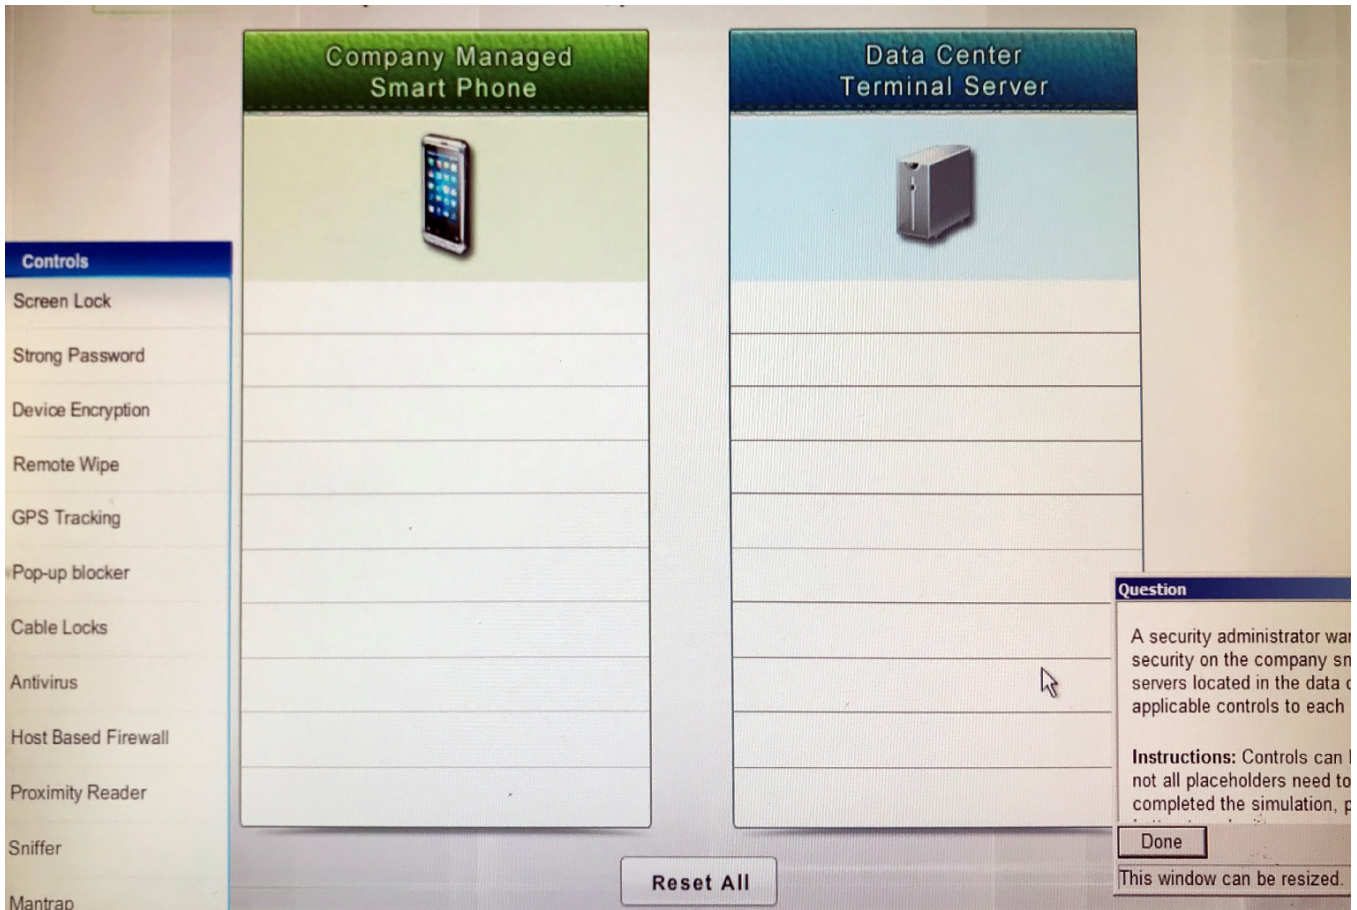 Company Managed
Smart Phone
Data Center
Terminal Server
Controls
Screen Lock
Strong Password
Device Encryption
Remote Wipe
GPS Tracking
Pop-up blocker
Cable Locks
Antivirus
Host Based Firewall
Proximity Reader
Sniffer
Mantrap
Reset All
Question
A security administrator
security on the company
servers located in the data
applicable controls to each
Instructions: Controls can
not all placeholders need to
completed the simulation,
Done
This window can be resized.